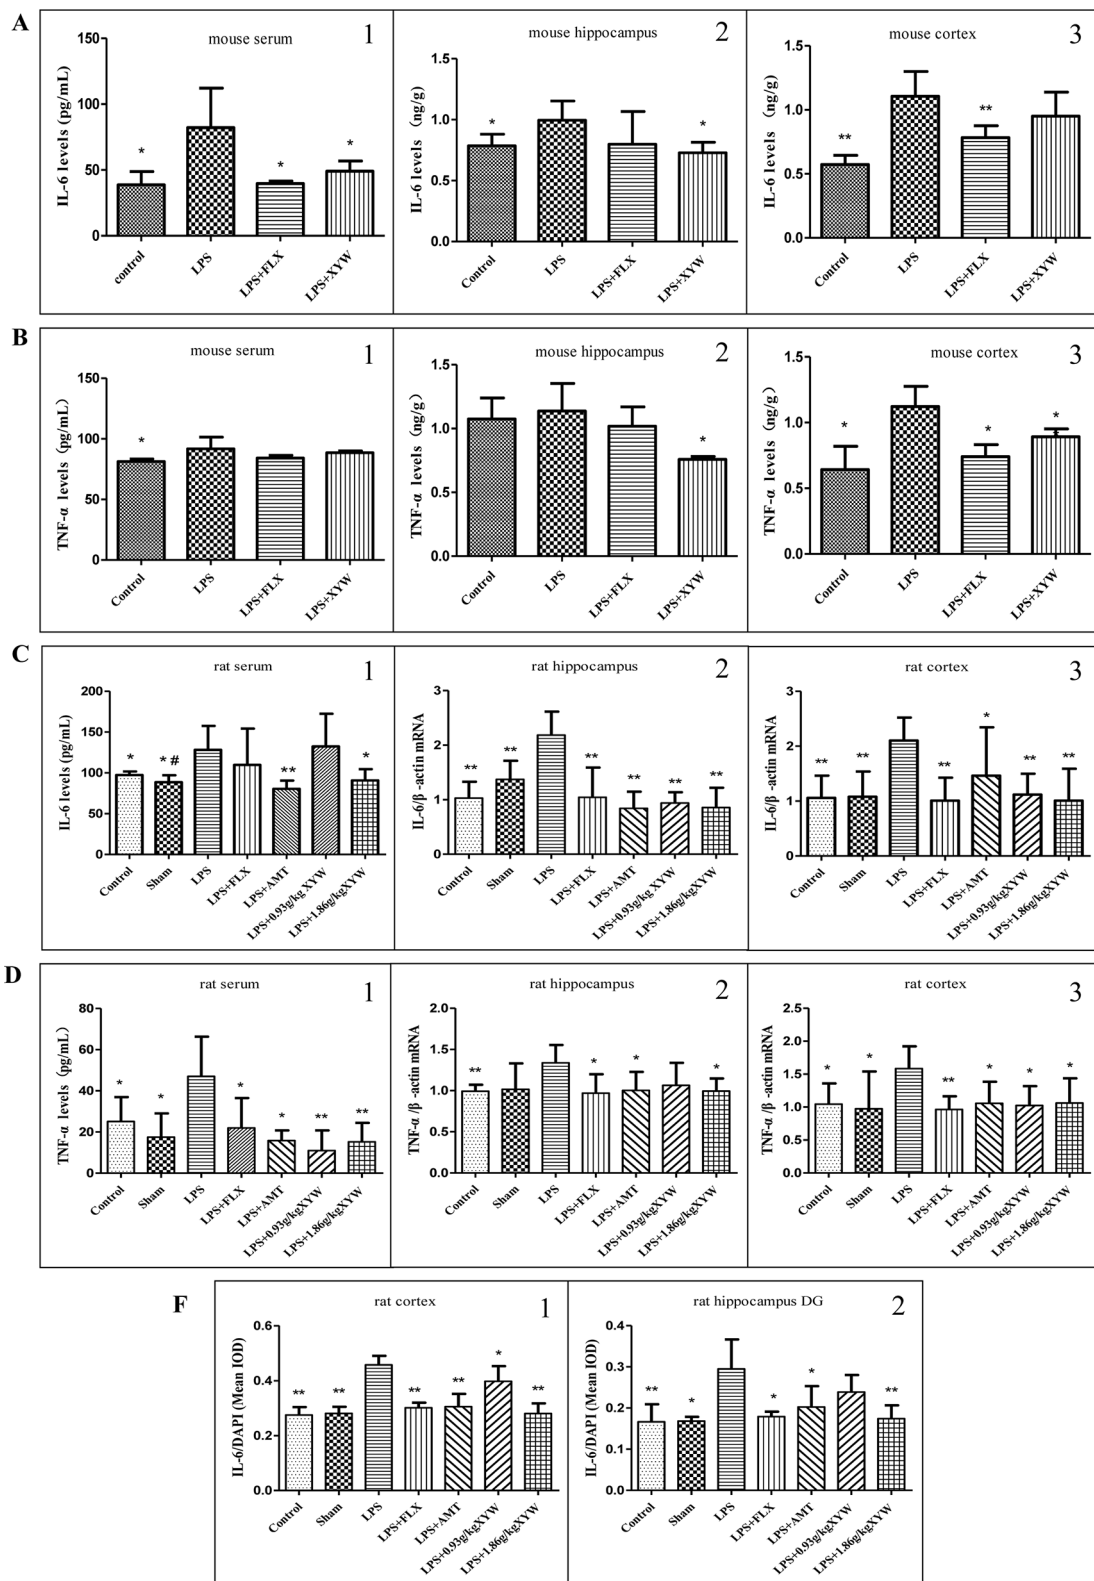 A
mouse serum
1
IL-6 levels (pg/mL)
150
100
50
0
*
*
*
control
LPS
LPS+FLX
LPS+XYW
mouse hippocampus
2
IL-6 levels (ng/g)
1.5
1.0
0.5
0.0
*
*
Control
LPS
LPS+FLX
LPS+XYW
mouse cortex
3
IL-6 levels (ng/g)
1.5
1.0
0.5
0.0
**
**
Control
LPS
LPS+FLX
LPS+XYW
B
mouse serum
1
TNF-α levels (pg/mL)
150
100
50
0
*
Control
LPS
LPS+FLX
LPS+XYW
mouse hippocampus
2
TNF-α levels (ng/g)
1.5
1.0
0.5
0.0
*
Control
LPS
LPS+FLX
LPS+XYW
mouse cortex
3
TNF-α levels (ng/g)
1.5
1.0
0.5
0.0
*
*
*
Control
LPS
LPS+FLX
LPS+XYW
C
rat serum
1
IL-6 levels (pg/mL)
200
150
100
50
0
*
* #
**
*
Control
Sham
LPS
LPS+FLX
LPS+AMT
LPS+0.93g/kg XYW
LPS+1.86g/kgXYW
rat hippocampus
2
IL-6/β -actin mRNA
3
2
1
0
**
**
**
**
**
**
Control
Sham
LPS
LPS+FLX
LPS+AMT
LPS+0.93g/kg XYW
LPS+1.86g/kgXYW
rat cortex
3
IL-6/β -actin mRNA
3
2
1
0
**
**
**
*
**
**
Control
Sham
LPS
LPS+FLX
LPS+AMT
LPS+0.93g/kgXYW
LPS+1.86g/kgXYW
D
rat serum
1
TNF-α levels (pg/mL)
80
60
40
20
0
*
*
*
*
**
**
Control
Sham
LPS
LPS+FLX
LPS+AMT
LPS+0.93g/kgXYW
LPS+1.86g/kgXYW
rat hippocampus
2
TNF-α /β -actin mRNA
2.0
1.5
1.0
0.5
0.0
**
*
*
*
Control
Sham
LPS
LPS+FLX
LPS+AMT
LPS+0.93g/kgXYW
LPS+1.86g/kgXYW
rat cortex
3
TNF-α /β -actin mRNA
2.5
2.0
1.5
1.0
0.5
0.0
*
*
**
*
*
*
Control
Sham
LPS
LPS+FLX
LPS+AMT
LPS+0.93g/kgXYW
LPS+1.86g/kgXYW
F
rat cortex
1
IL-6/DAPI (Mean IOD)
0.6
0.4
0.2
0.0
**
**
**
**
*
**
Control
Sham
LPS
LPS+FLX
LPS+AMT
LPS+0.93g/kgXYW
LPS+1.86g/kgXYW
rat hippocampus DG
2
IL-6/DAPI (Mean IOD)
0.4
0.3
0.2
0.1
0.0
**
*
*
*
**
Control
Sham
LPS
LPS+FLX
LPS+AMT
LPS+0.93g/kgXYW
LPS+1.86g/kgXYW